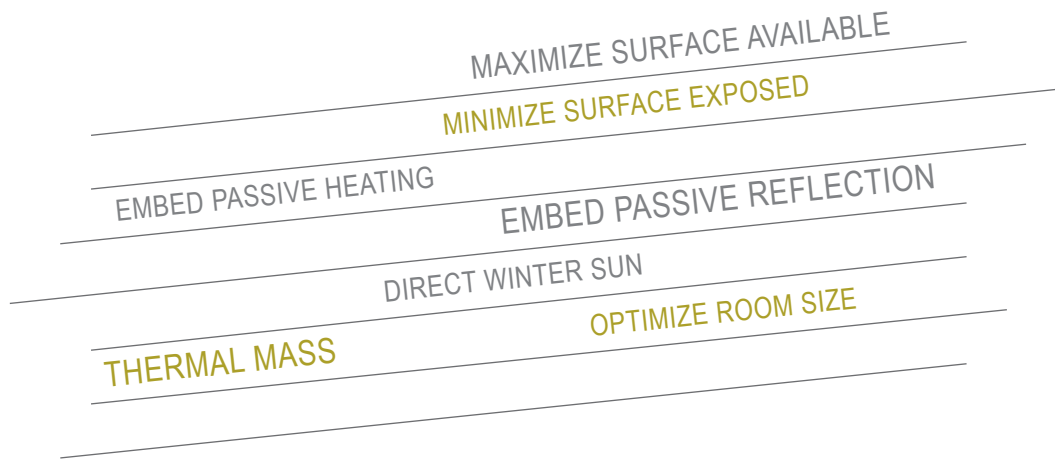 MAXIMIZE SURFACE AVAILABLE
MINIMIZE SURFACE EXPOSED
EMBED PASSIVE HEATING
EMBED PASSIVE REFLECTION
DIRECT WINTER SUN
OPTIMIZE ROOM SIZE
THERMAL MASS